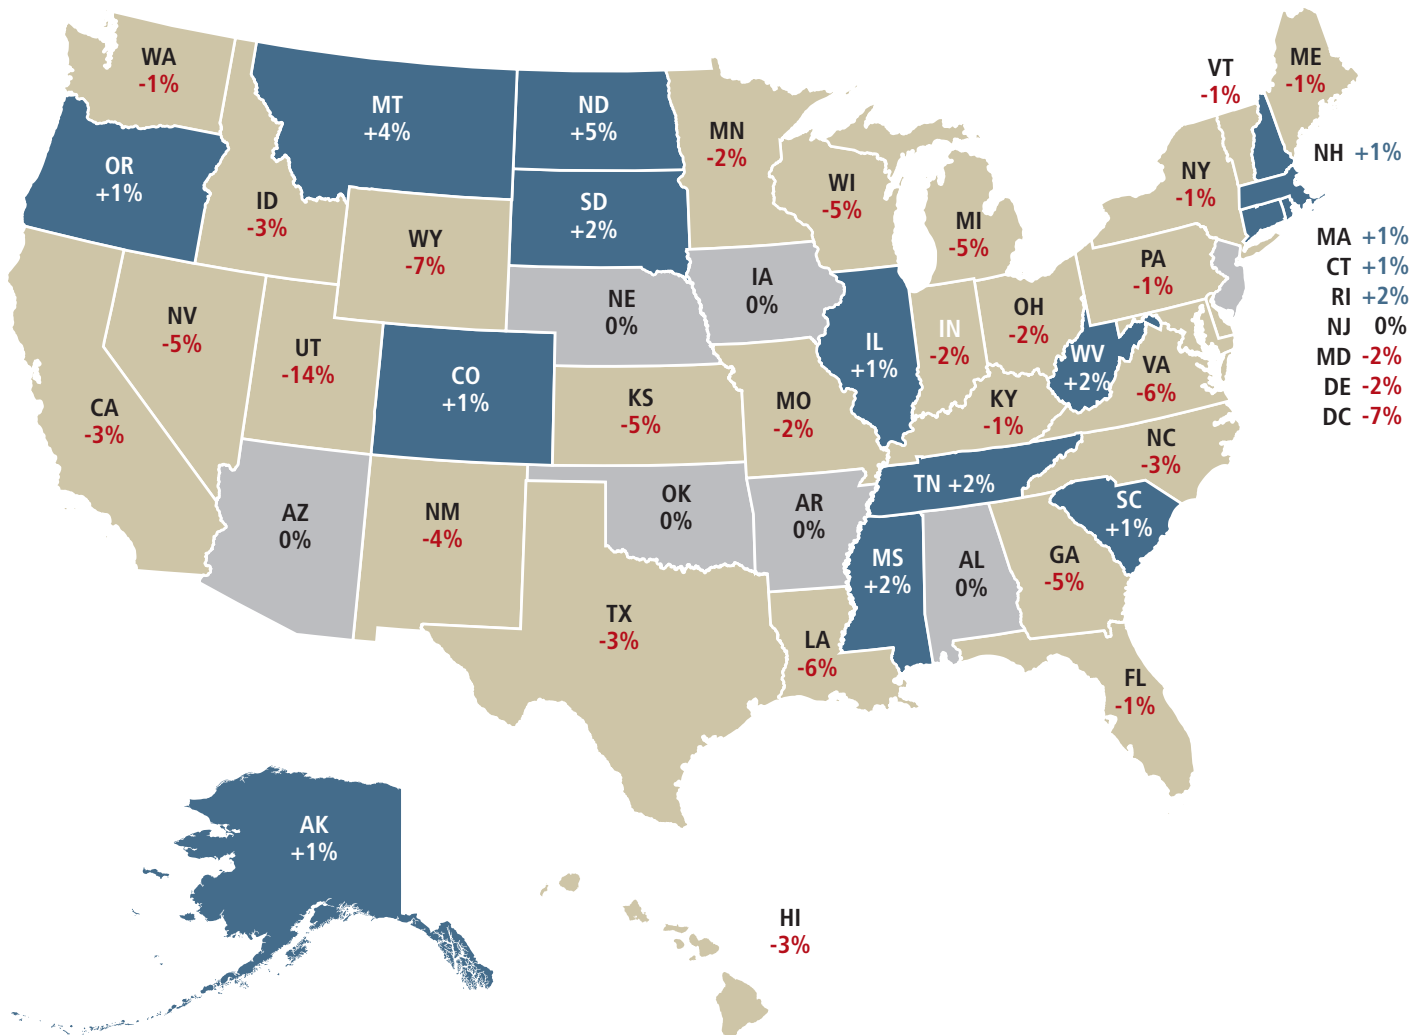 WA
-1%
MT
+4%
ND
+5%
MN
-2%
VT
-1%
ME
-1%
OR
+1%
ID
-3%
WY
-7%
SD
+2%
WI
-5%
MI
-5%
NY
-1%
NH +1%
MA +1%
CT +1%
RI +2%
NJ 0%
MD -2%
DE -2%
DC -7%
NV
-5%
UT
-14%
CO
+1%
NE
0%
IA
0%
IL
+1%
IN
-2%
OH
-2%
PA
-1%
WV
+2%
VA
-6%
CA
-3%
KS
-5%
MO
-2%
KY
-1%
NC
-3%
TN +2%
SC
+1%
AZ
0%
NM
-4%
OK
0%
AR
0%
MS
+2%
AL
0%
GA
-5%
TX
-3%
LA
-6%
FL
-1%
AK
+1%
HI
-3%